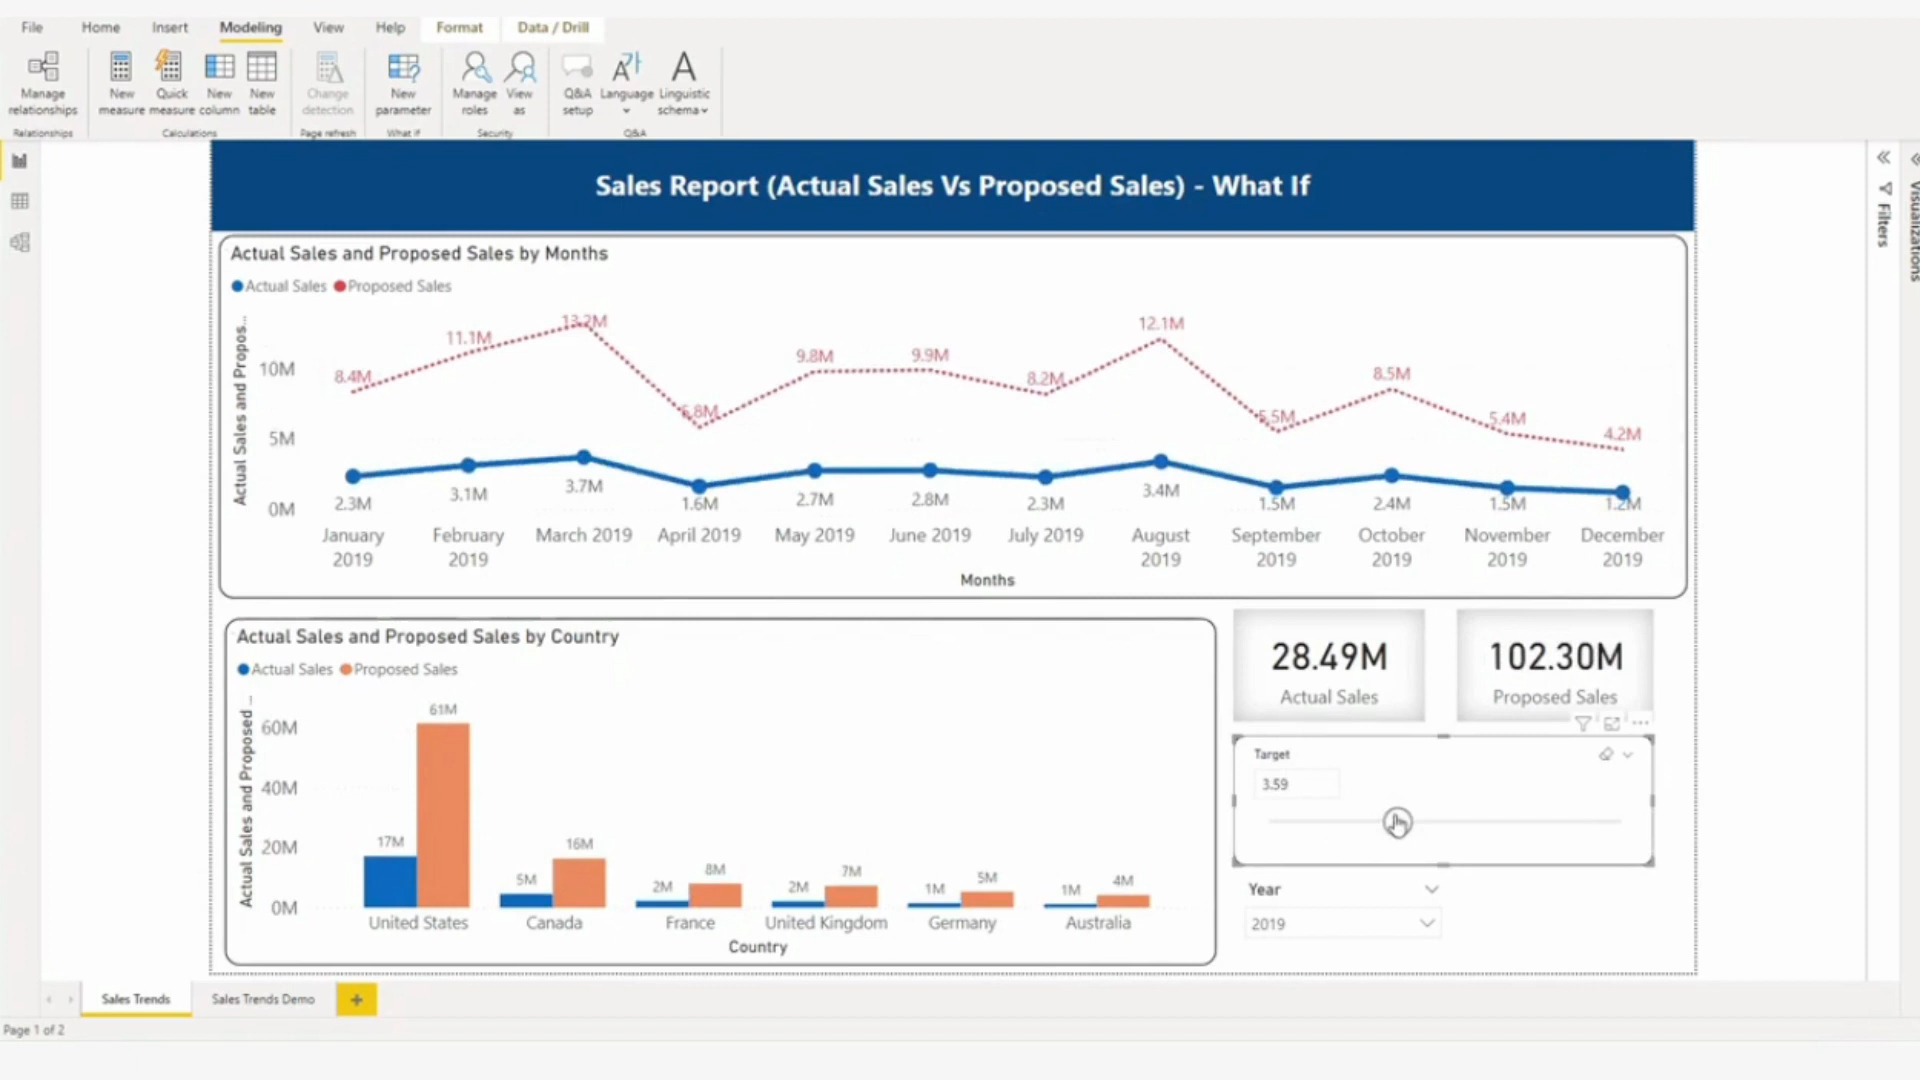 File Home Insert Modeling View Help Format Data / Drill
Manage relationships
New measure
Quick measure
New column
New table
Change detection
New parameter
Manage roles
View as
Q&A setup
Language
Linguistic schema
Relationships Calculations Page refresh What if Security Q&A
Sales Report (Actual Sales Vs Proposed Sales) - What If
Filters
Visualizations
Actual Sales and Proposed Sales by Months
Actual Sales Proposed Sales
Actual Sales and Propos...
10M
5M
0M
8.4M 11.1M 13.2M 5.8M 9.8M 9.9M 8.2M 12.1M 5.5M 8.5M 5.4M 4.2M
2.3M 3.1M 3.7M 1.6M 2.7M 2.8M 2.3M 3.4M 1.5M 2.4M 1.5M 1.2M
January 2019
February 2019
March 2019
April 2019
May 2019
June 2019
July 2019
August 2019
September 2019
October 2019
November 2019
December 2019
Months
Actual Sales and Proposed Sales by Country
Actual Sales Proposed Sales
Actual Sales and Proposed ...
60M
40M
20M
0M
17M 61M 5M 16M 2M 8M 2M 7M 1M 5M 1M 4M
United States Canada France United Kingdom Germany Australia
Country
28.49M
Actual Sales
102.30M
Proposed Sales
Target
3.59
Year
2019
Sales Trends Sales Trends Demo +
Page 1 of 2